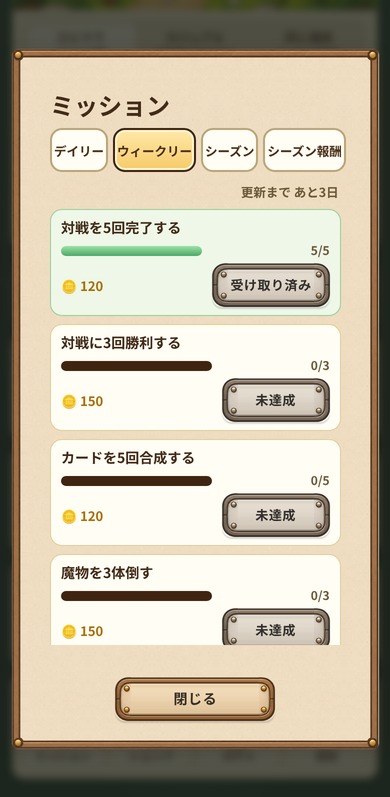 ミッション
デイリー ウィークリー シーズン シーズン報酬
更新まで あと3日
対戦を5回完了する
5/5
120 受け取り済み
対戦に3回勝利する
0/3
150 未達成
カードを5回合成する
0/5
120 未達成
魔物を3体倒す
0/3
150 未達成
閉じる